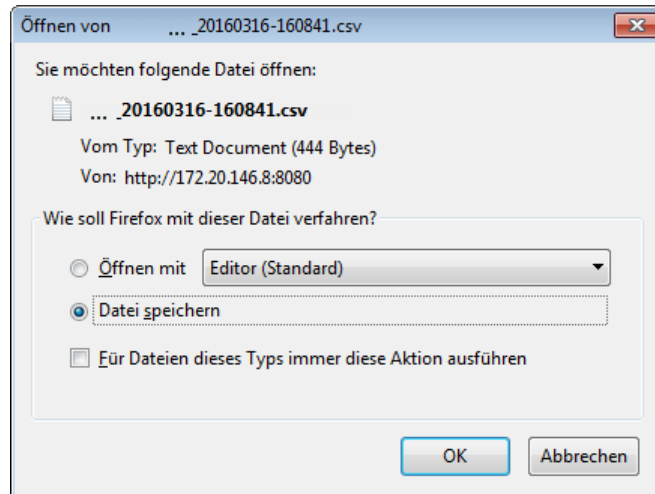 Öffnen von ... _20160316-160841.csv
Sie möchten folgende Datei öffnen:
... _20160316-160841.csv
Vom Typ: Text Document (444 Bytes)
Von: http://172.20.146.8:8080
Wie soll Firefox mit dieser Datei verfahren?
Öffnen mit Editor (Standard)
Datei speichern
Für Dateien dieses Typs immer diese Aktion ausführen
OK Abbrechen